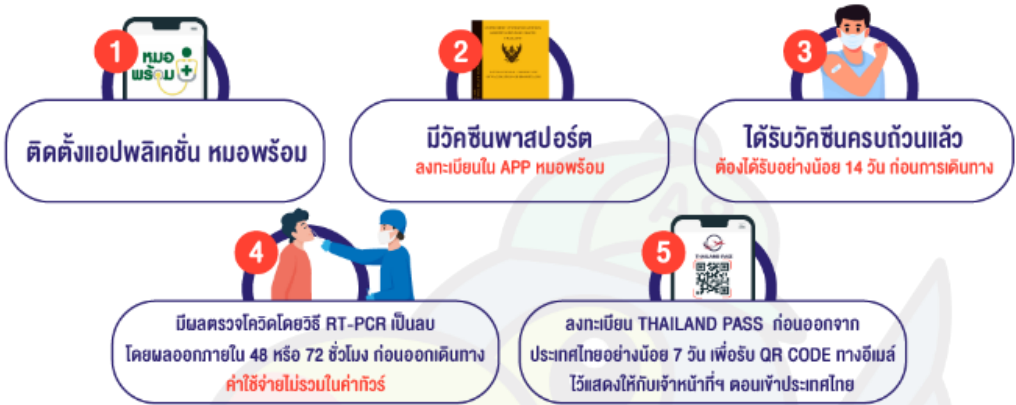 1
หมอ
พร้อม
ติดตั้งแอปพลิเคชั่น หมอพร้อม
2
มีวัคซีนพาสปอร์ต
ลงทะเบียนใน APP หมอพร้อม
3
ได้รับวัคซีนครบถ้วนแล้ว
ต้องได้รับอย่างน้อย 14 วัน ก่อนการเดินทาง
4
มีผลตรวจโควิดโดยวิธี RT-PCR เป็นลบ
โดยผลออกภายใน 48 หรือ 72 ชั่วโมง ก่อนออกเดินทาง
ค่าใช้จ่ายไม่รวมในค่าทัวร์
5
THAILAND PASS
ลงทะเบียน THAILAND PASS ก่อนออกจาก
ประเทศไทยอย่างน้อย 7 วัน เพื่อรับ QR CODE ทางอีเมล์
ไว้แสดงให้กับเจ้าหน้าที่ฯ ตอนเข้าประเทศไทย